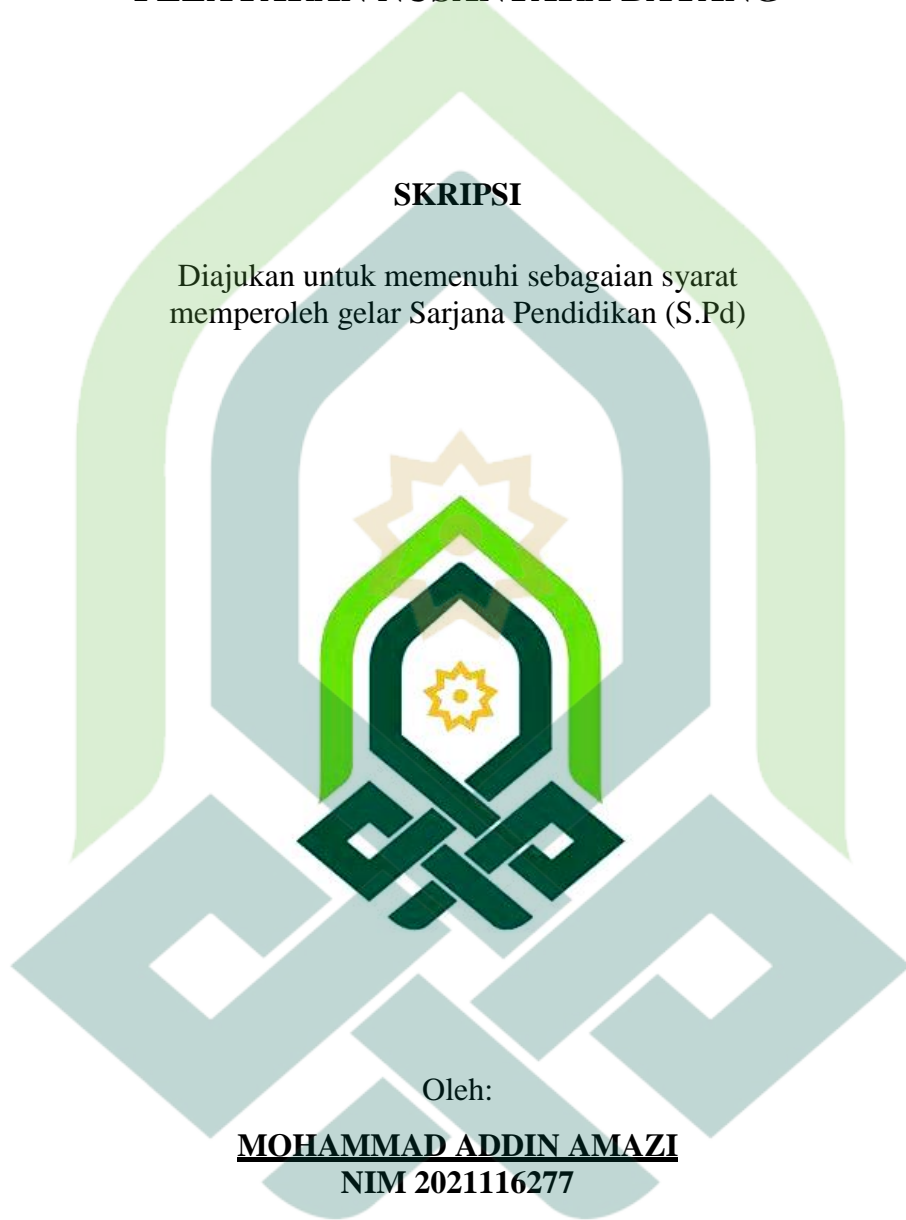 SKRIPSI
Diajukan untuk memenuhi sebagaian syarat
memperoleh gelar Sarjana Pendidikan (S.Pd)
Oleh:
MOHAMMAD ADDIN AMAZI
NIM 2021116277